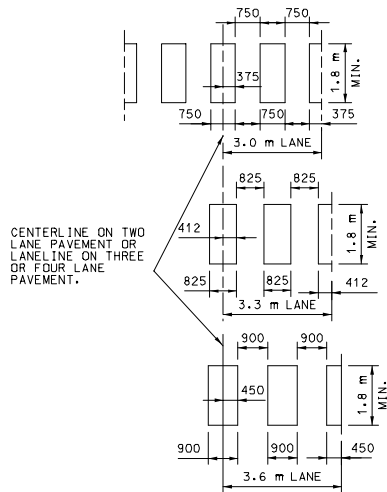 750 750
375
1.8 m
MIN.
750 750 375
3.0 m LANE
825 825
CENTERLINE ON TWO
LANE PAVEMENT OR
LANELINE ON THREE
OR FOUR LANE
PAVEMENT.
412
1.8 m
MIN.
825 825 412
3.3 m LANE
900 900
450
1.8 m
MIN.
900 900 450
3.6 m LANE